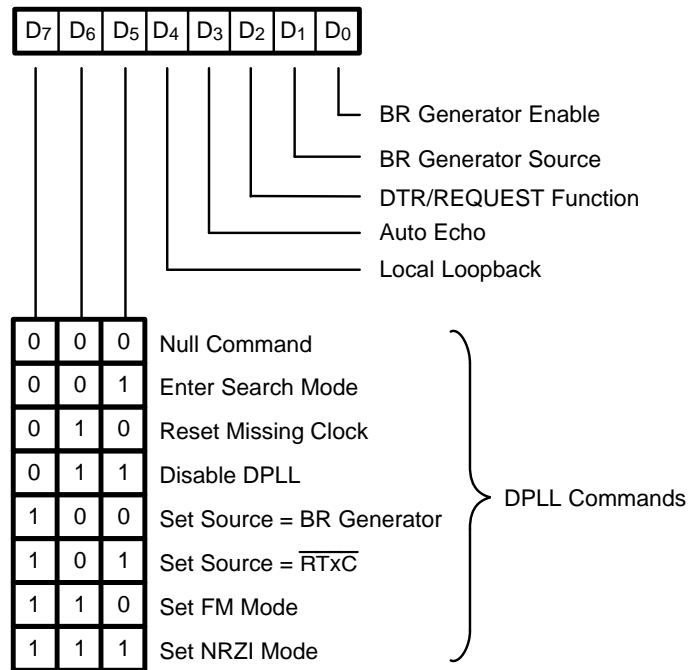 D7 D6 D5 D4 D3 D2 D1 D0
BR Generator Enable
BR Generator Source
DTR/REQUEST Function
Auto Echo
Local Loopback
0 0 0 Null Command
0 0 1 Enter Search Mode
0 1 0 Reset Missing Clock
0 1 1 Disable DPLL
1 0 0 Set Source = BR Generator
1 0 1 Set Source = R̅T̅x̅C̅
1 1 0 Set FM Mode
1 1 1 Set NRZI Mode
DPLL Commands